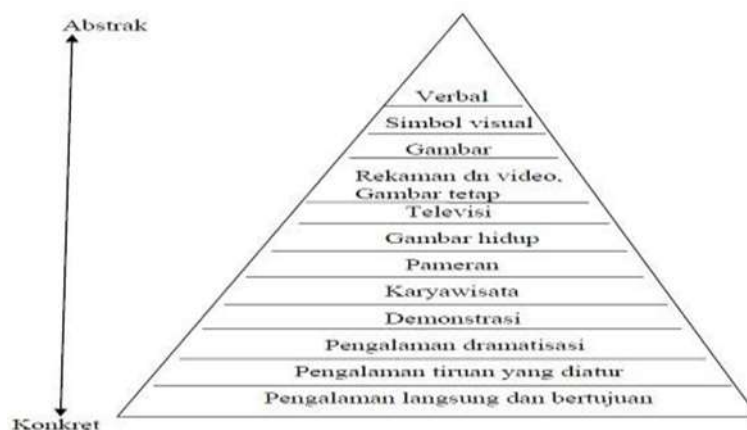 Abstrak
Verbal
Simbol visual
Gambar
Rekaman dn video,
Gambar tetap
Televisi
Gambar hidup
Pameran
Karyawisata
Demonstrasi
Pengalaman dramatisasi
Pengalaman tiruan yang diatur
Pengalaman langsung dan bertujuan
Konkret